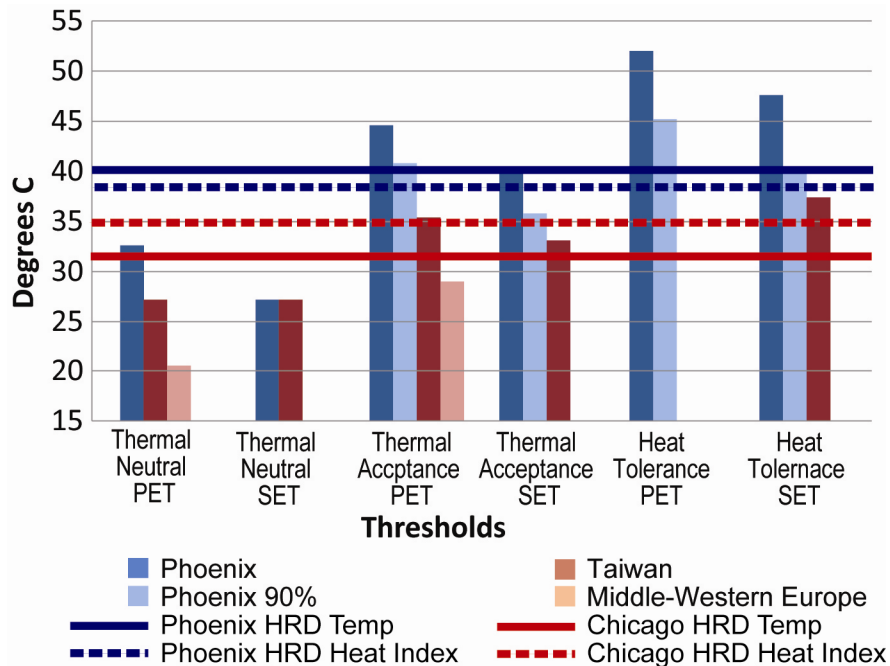 55
50
45
40
35
30
25
20
15
Degrees C
Thermal Neutral PET
Thermal Neutral SET
Thermal Accptance PET
Thermal Acceptance SET
Heat Tolerance PET
Heat Tolernace SET
Thresholds
Phoenix
Taiwan
Phoenix 90%
Middle-Western Europe
Phoenix HRD Temp
Chicago HRD Temp
Phoenix HRD Heat Index
Chicago HRD Heat Index